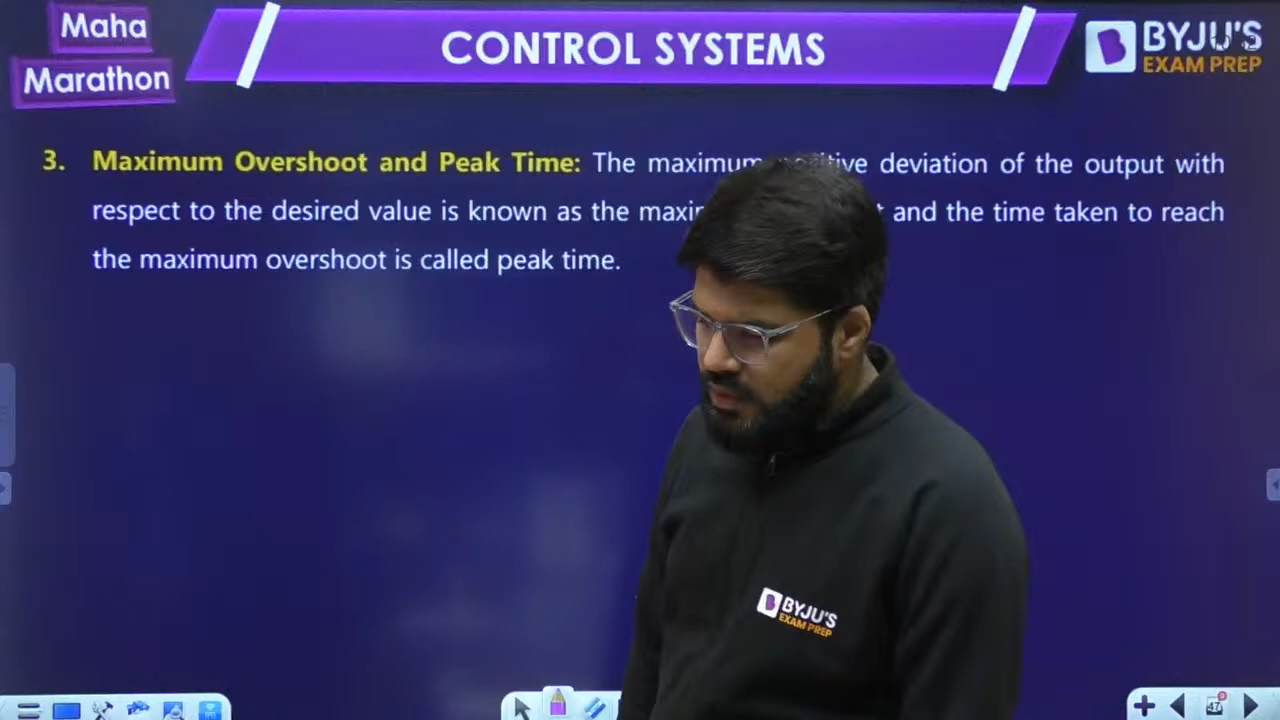 Maha
Marathon
CONTROL SYSTEMS
BYJU'S
EXAM PREP
3. Maximum Overshoot and Peak Time: The maximum deviation of the output with
respect to the desired value is known as the and the time taken to reach
the maximum overshoot is called peak time.
BYJU'S
EXAM PREP
47